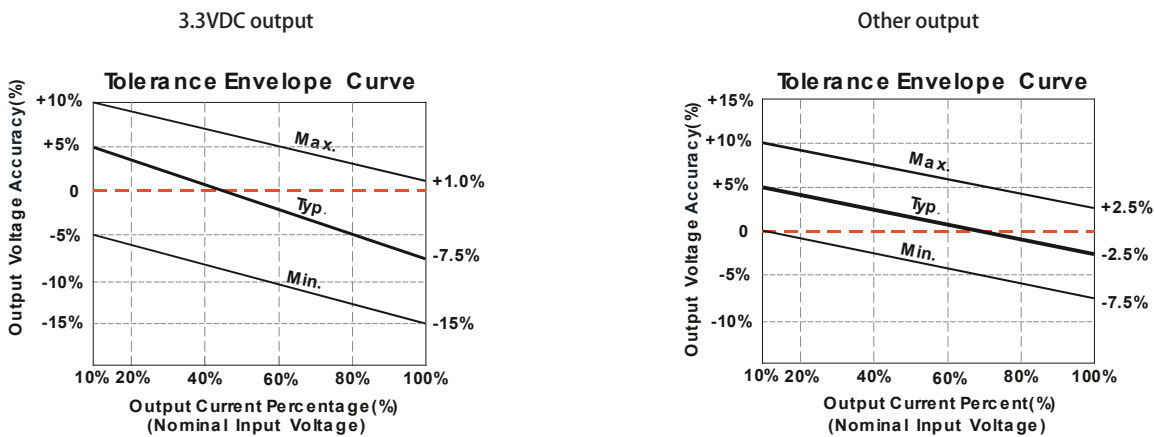 3.3VDC output
Tolerance Envelope Curve
Output Voltage Accuracy(%)
+10%
+5%
0
-5%
-10%
-15%
Max.
Typ.
Min.
+1.0%
-7.5%
-15%
10% 20% 40% 60% 80% 100%
Output Current Percentage(%)
(Nominal Input Voltage)
Other output
Tolerance Envelope Curve
Output Voltage Accuracy(%)
+15%
+10%
+5%
0
-5%
-10%
Max.
Typ.
Min.
+2.5%
-2.5%
-7.5%
10% 20% 40% 60% 80% 100%
Output Current Percent(%)
(Nominal Input Voltage)